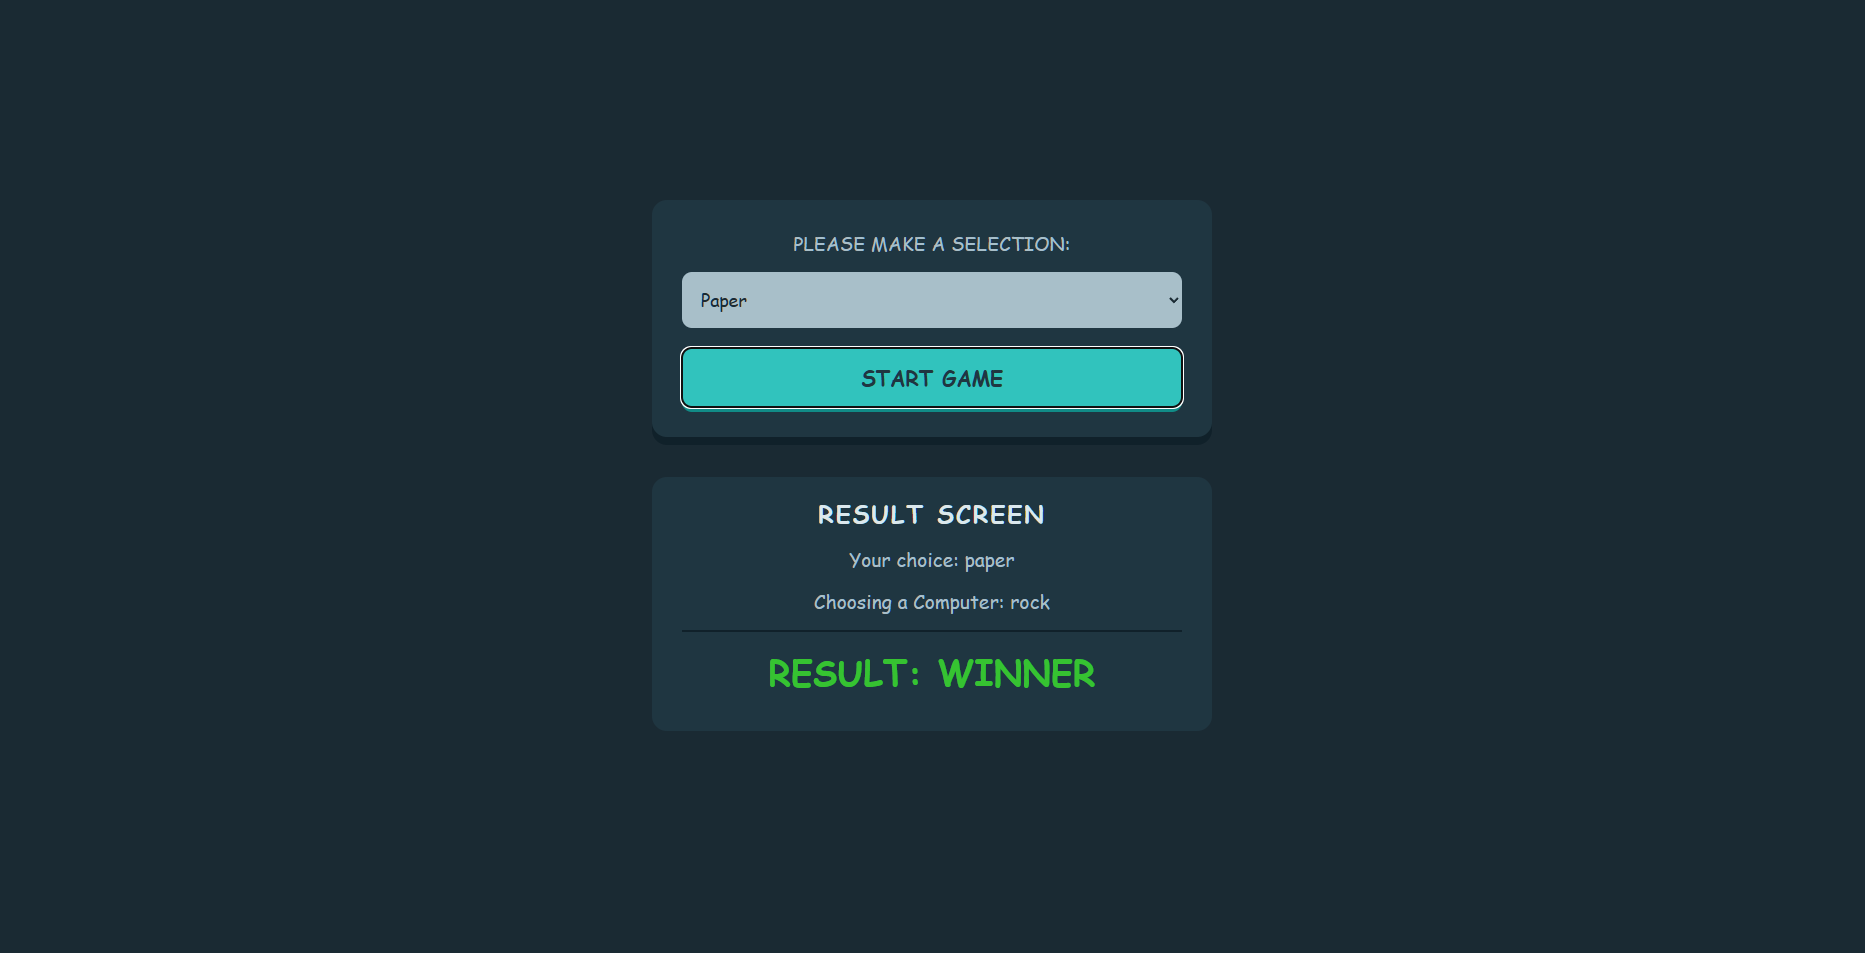 PLEASE MAKE A SELECTION:
Paper
START GAME
RESULT SCREEN
Your choice: paper
Choosing a Computer: rock
RESULT: WINNER